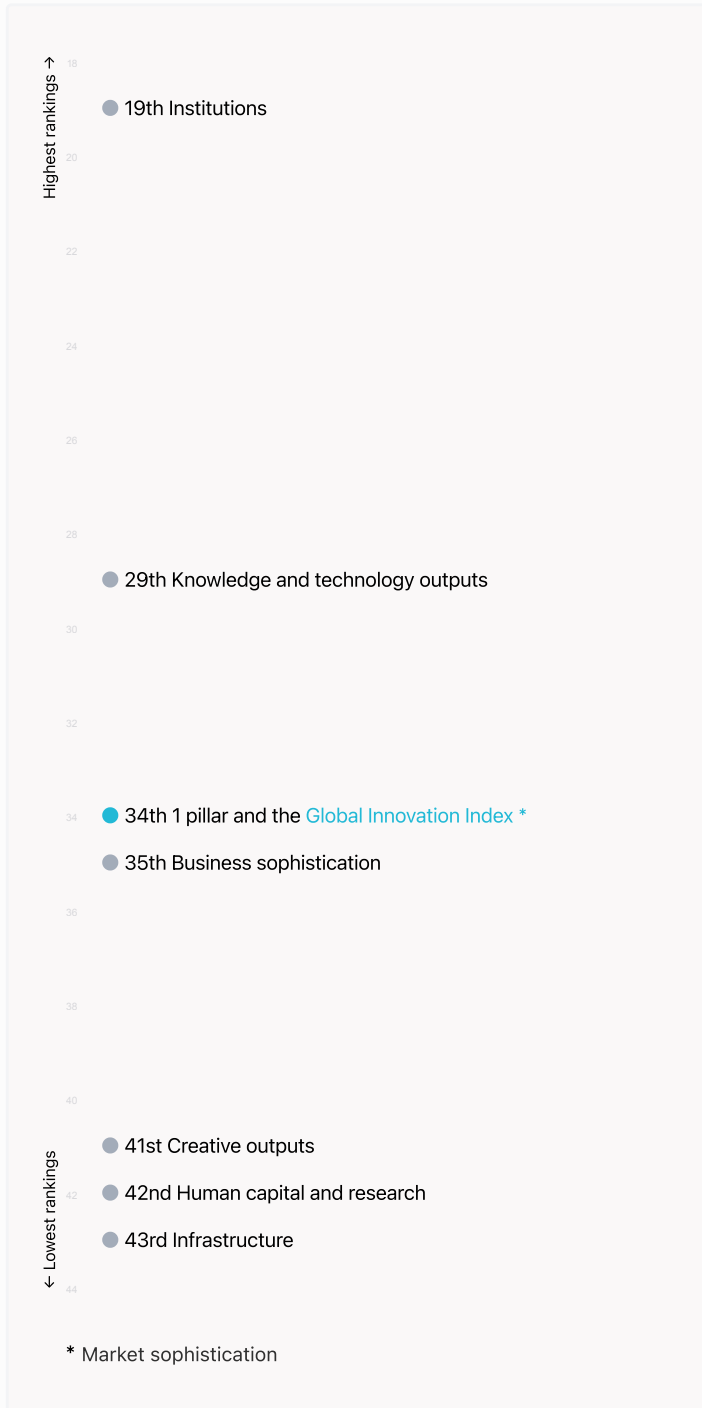 Highest rankings →
18
19th Institutions
20
22
24
26
28
29th Knowledge and technology outputs
30
32
34
34th 1 pillar and the Global Innovation Index *
35th Business sophistication
36
38
40
41st Creative outputs
← Lowest rankings
42
42nd Human capital and research
43rd Infrastructure
44
* Market sophistication